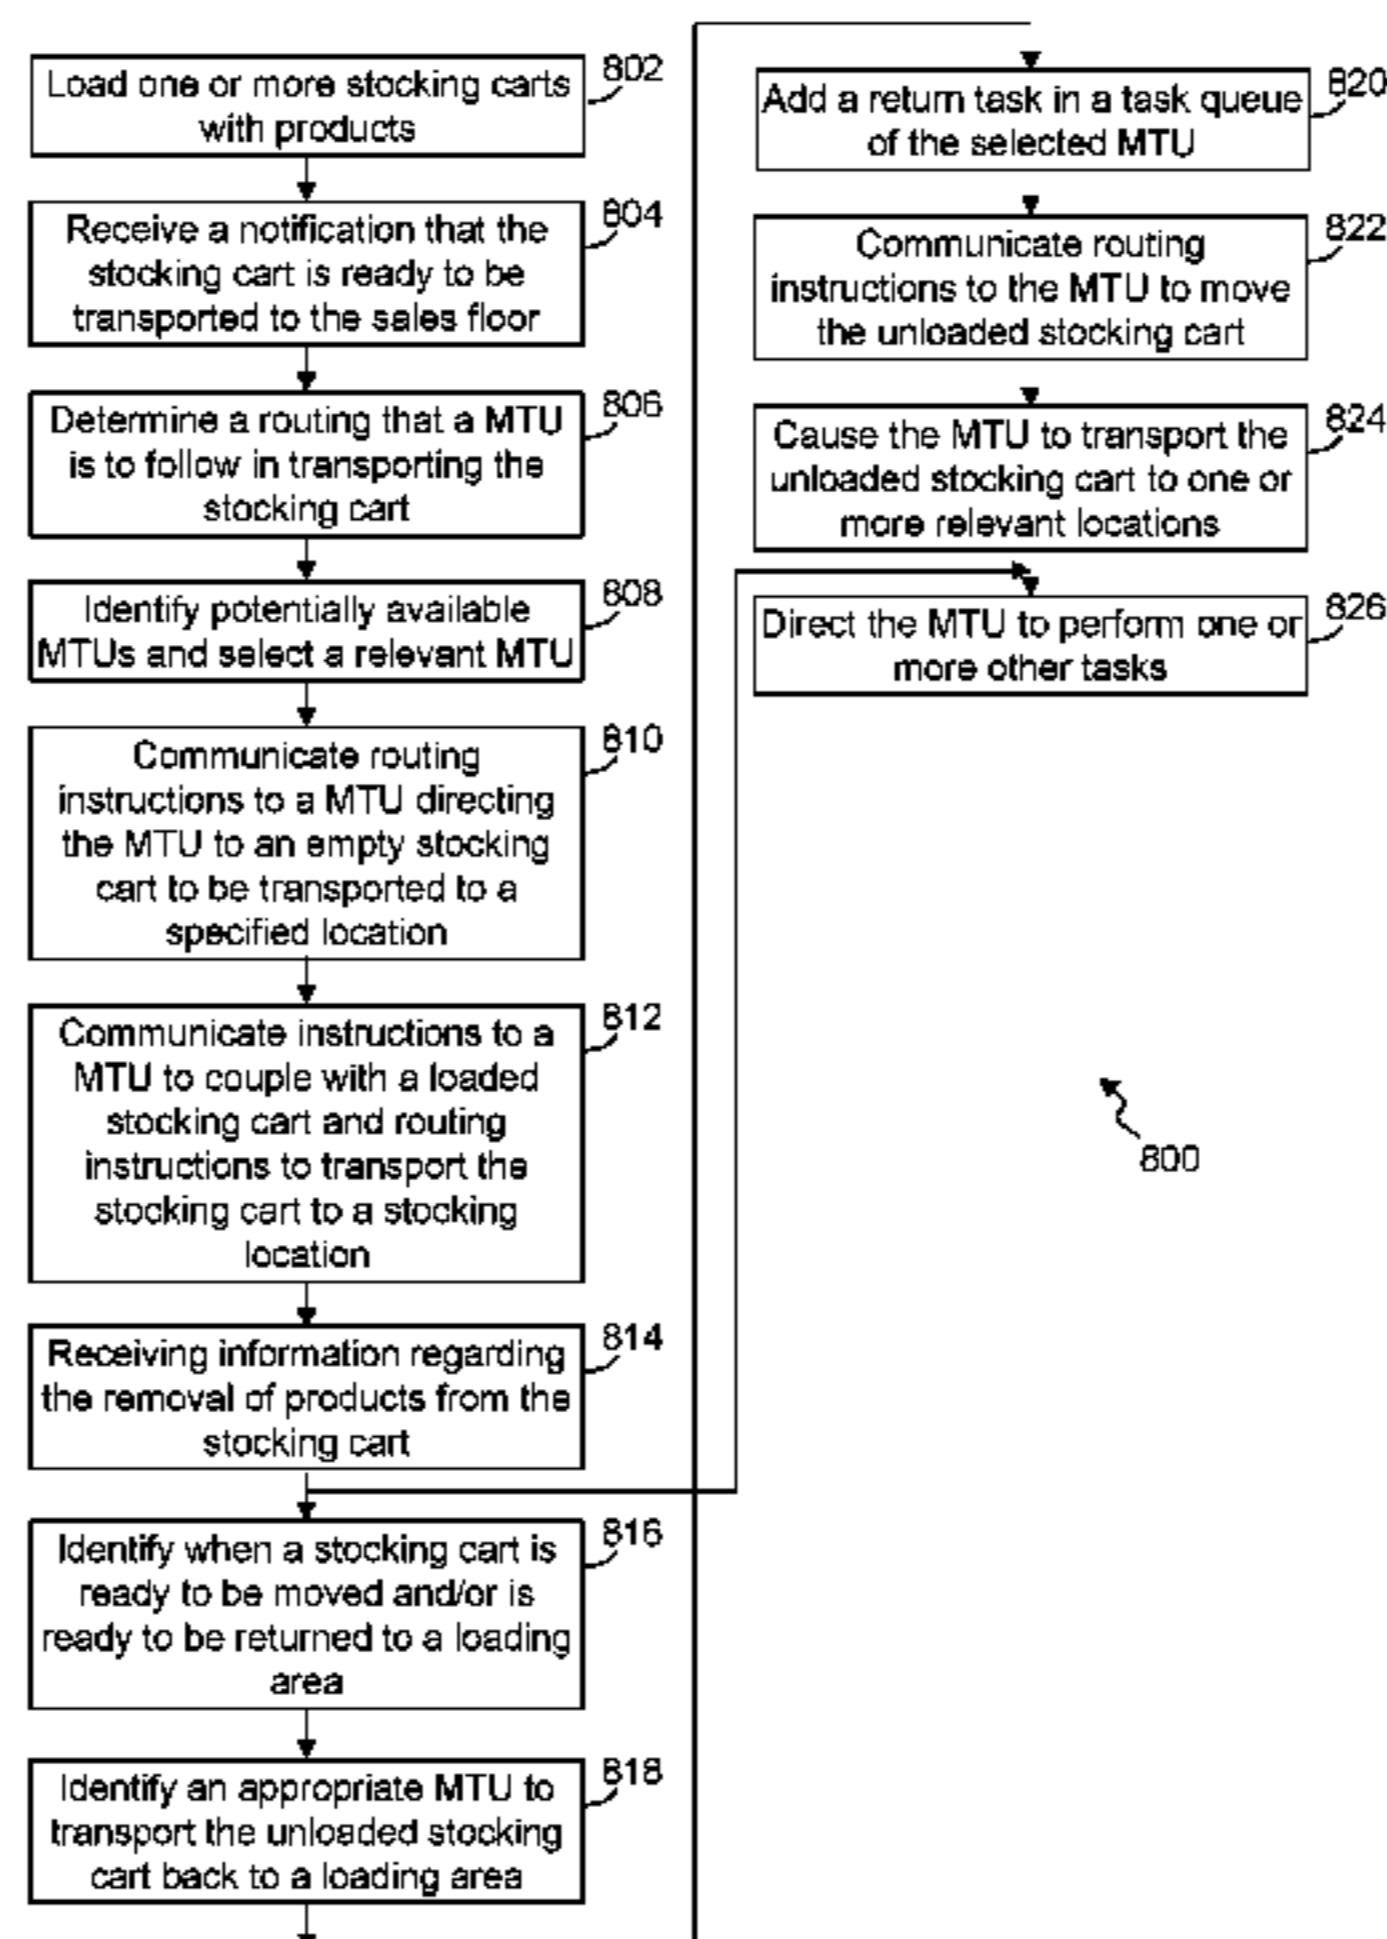 Load one or more stocking carts
with products
802
Receive a notification that the
stocking cart is ready to be
transported to the sales floor
804
Determine a routing that a MTU
is to follow in transporting the
stocking cart
806
Identify potentially available
MTUs and select a relevant MTU
808
Communicate routing
instructions to a MTU directing
the MTU to an empty stocking
cart to be transported to a
specified location
810
Communicate instructions to a
MTU to couple with a loaded
stocking cart and routing
instructions to transport the
stocking cart to a stocking
location
812
Receiving information regarding
the removal of products from the
stocking cart
814
Identify when a stocking cart is
ready to be moved and/or is
ready to be returned to a loading
area
816
Identify an appropriate MTU to
transport the unloaded stocking
cart back to a loading area
818
Add a return task in a task queue
of the selected MTU
820
Communicate routing
instructions to the MTU to move
the unloaded stocking cart
822
Cause the MTU to transport the
unloaded stocking cart to one or
more relevant locations
824
Direct the MTU to perform one or
more other tasks
826
800